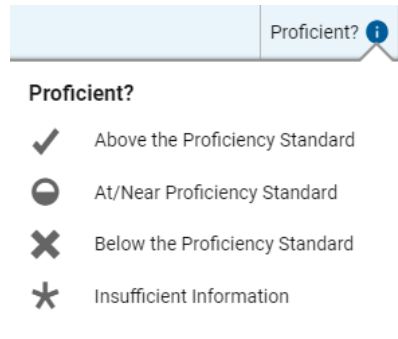 Proficient?
Proficient?
Above the Proficiency Standard
At/Near Proficiency Standard
Below the Proficiency Standard
Insufficient Information